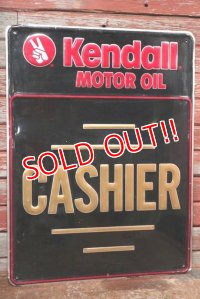 Kendall
MOTOR OIL
SOLD OUT!!
CASHIER